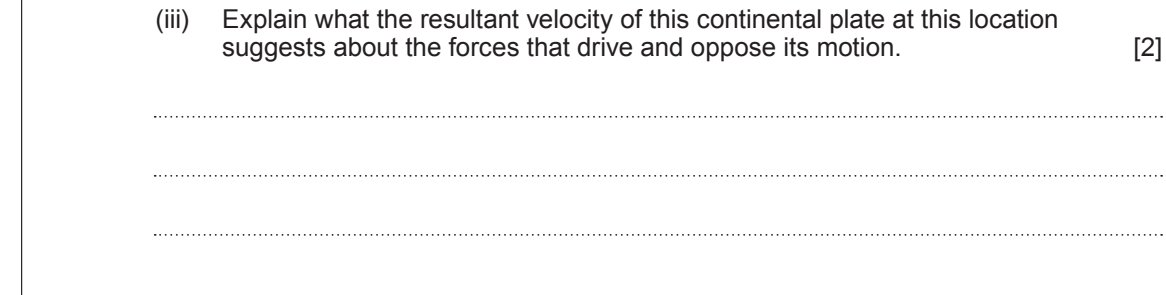 (iii) Explain what the resultant velocity of this continental plate at this location
suggests about the forces that drive and oppose its motion. [2]